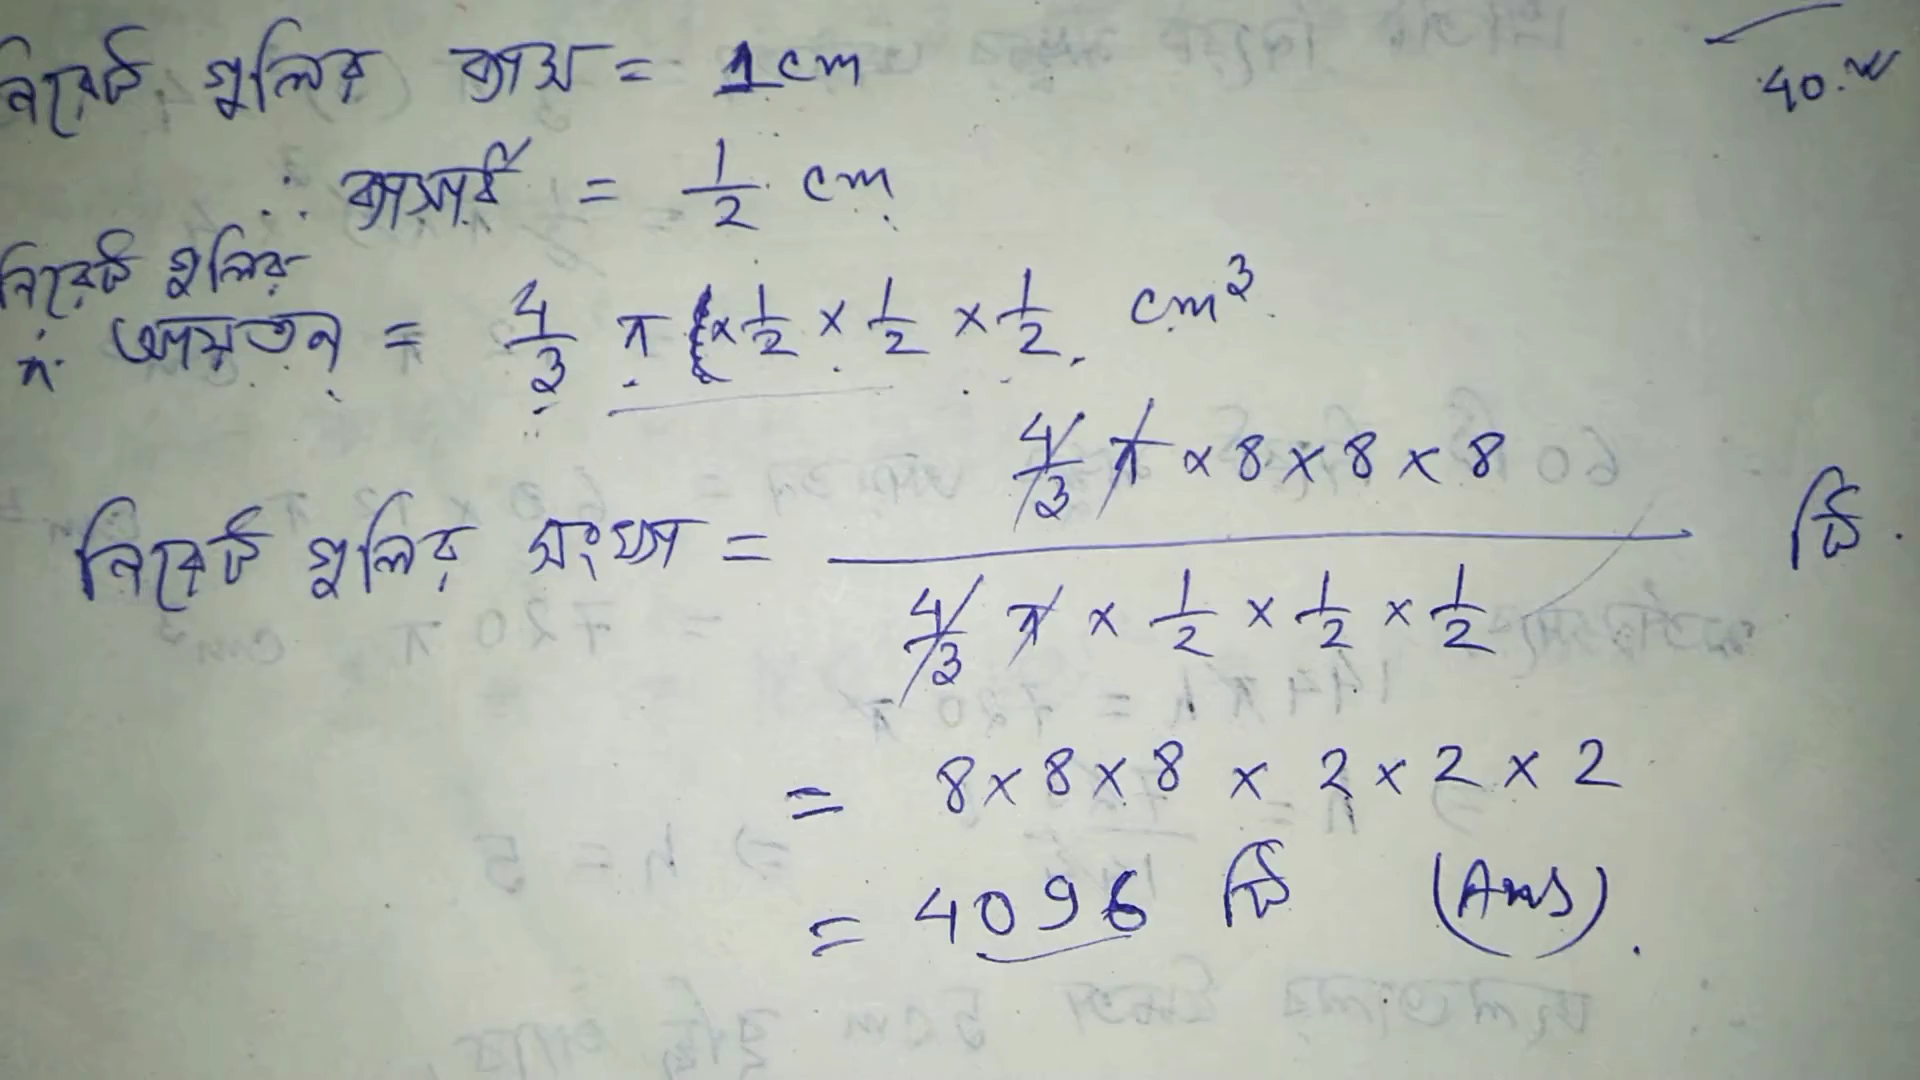 নিরেট গুলির ব্যাস = 1 cm
40.w
∴ ব্যাসার্ধ = 1/2 cm
নিরেট গুলির
∴ আয়তন = 4/3 π × 1/2 × 1/2 × 1/2 cm³
নিরেট গুলির সংখ্যা = (4/3 π × 8 × 8 × 8) / (4/3 π × 1/2 × 1/2 × 1/2) টি.
= 8 × 8 × 8 × 2 × 2 × 2
= 4096 টি (Ans).